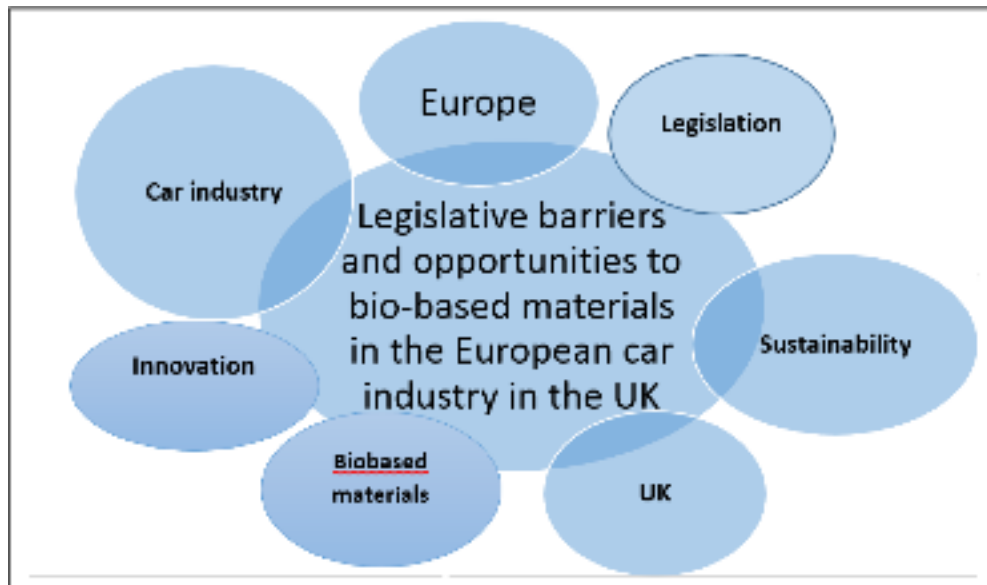 Europe
Legislation
Car industry
Legislative barriers
and opportunities to
bio-based materials
in the European car
industry in the UK
Sustainability
Innovation
Biobased
materials
UK